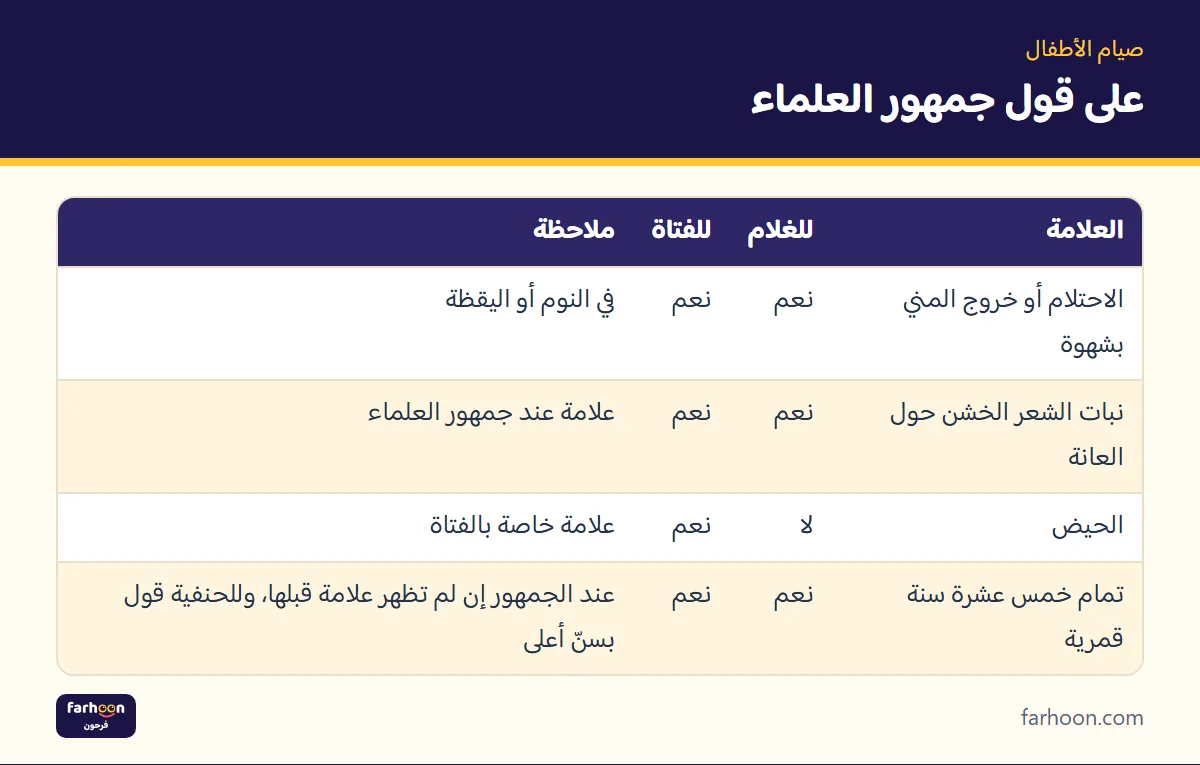 صيام الأطفال
على قول جمهور العلماء
العلامة للغلام للفتاة ملاحظة
الاحتلام أو خروج المني نعم نعم في النوم أو اليقظة
بشهوة
نبات الشعر الخشن حول نعم نعم علامة عند جمهور العلماء
العانة
الحيض لا نعم علامة خاصة بالفتاة
تمام خمس عشرة سنة نعم نعم عند الجمهور إن لم تظهر علامة قبلها، وللحنفية قول
قمرية بسنّ أعلى
farhoon.com
farhoon
فرحون